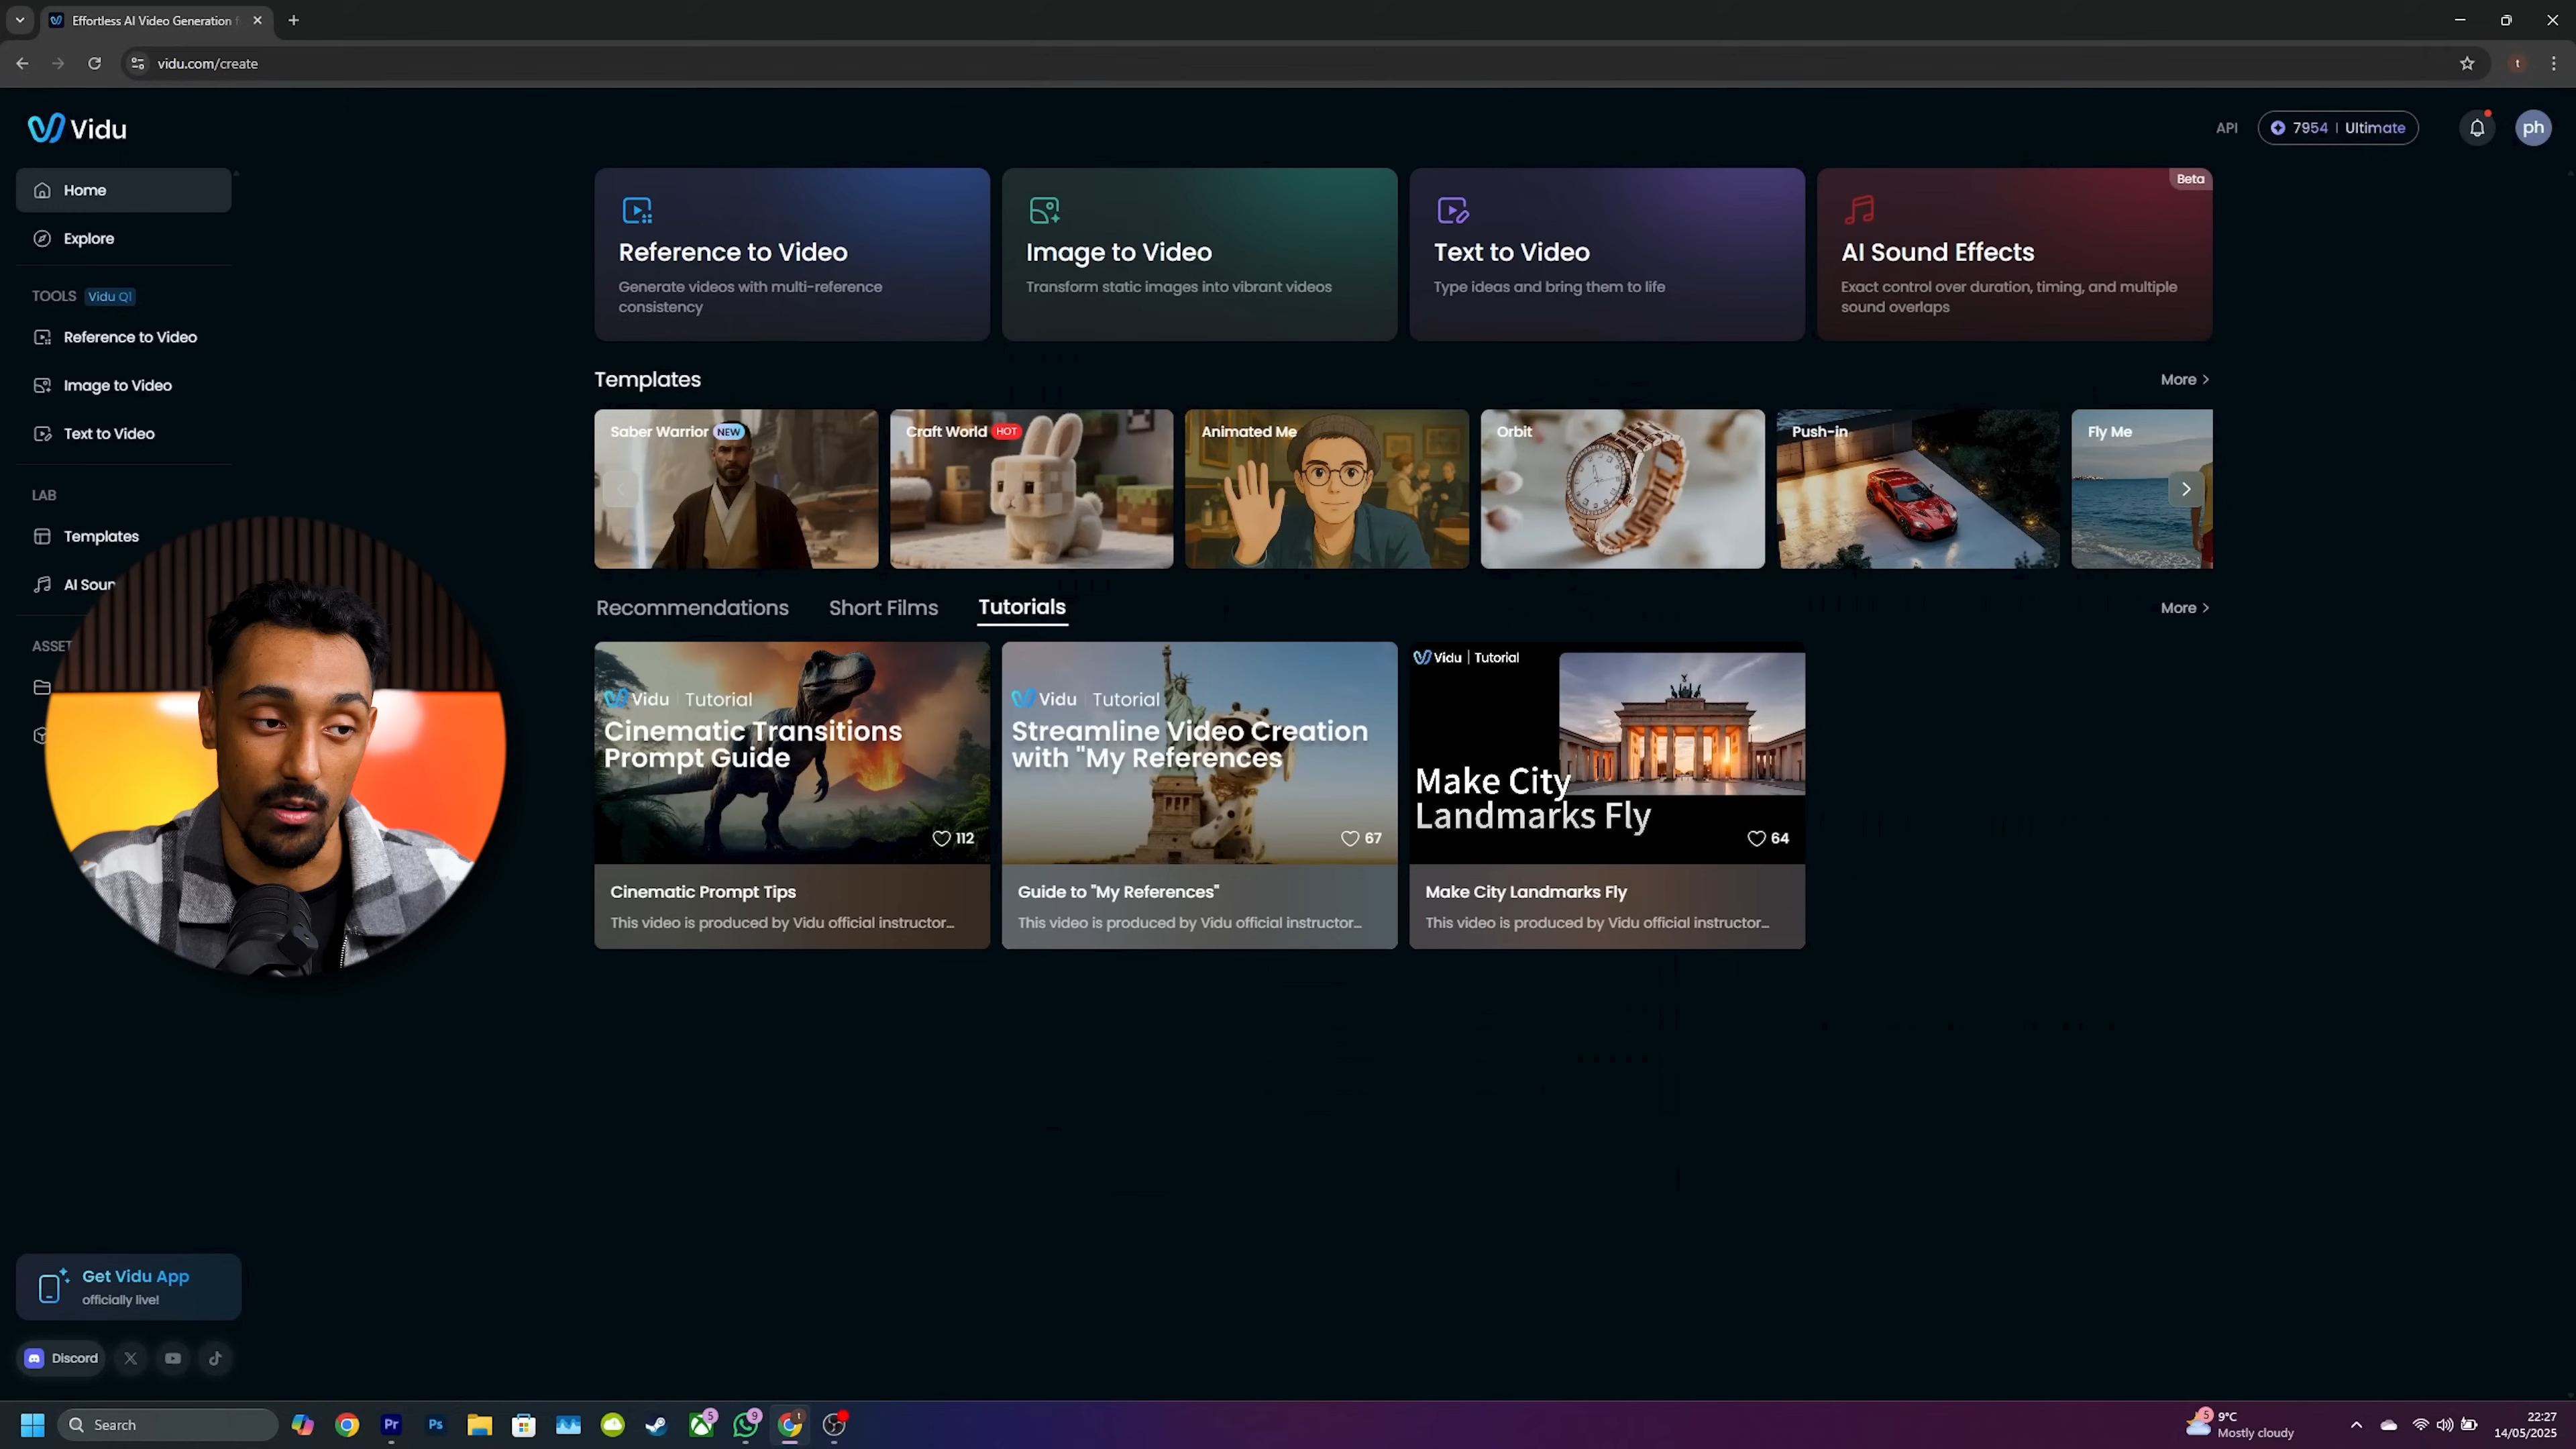 Effortless AI Video Generation f
vidu.com/create
t
Vidu
API
7954 | Ultimate
ph
Home
Explore
TOOLS Vidu Q1
Reference to Video
Image to Video
Text to Video
LAB
Templates
AI Soun
ASSET
Reference to Video
Generate videos with multi-reference
consistency
Image to Video
Transform static images into vibrant videos
Text to Video
Type ideas and bring them to life
Beta
AI Sound Effects
Exact control over duration, timing, and multiple
sound overlaps
Templates
More
Saber Warrior NEW
Craft World HOT
Animated Me
Orbit
Push-in
Fly Me
Recommendations
Short Films
Tutorials
More
Vidu | Tutorial
Cinematic Transitions
Prompt Guide
112
Cinematic Prompt Tips
This video is produced by Vidu official instructor...
Vidu | Tutorial
Streamline Video Creation
with "My References
67
Guide to "My References"
This video is produced by Vidu official instructor...
Vidu | Tutorial
Make City
Landmarks Fly
64
Make City Landmarks Fly
This video is produced by Vidu official instructor...
Get Vidu App
officially live!
Discord
Search
Pr
Ps
5
9
t
5
9°C
Mostly cloudy
22:27
14/05/2025